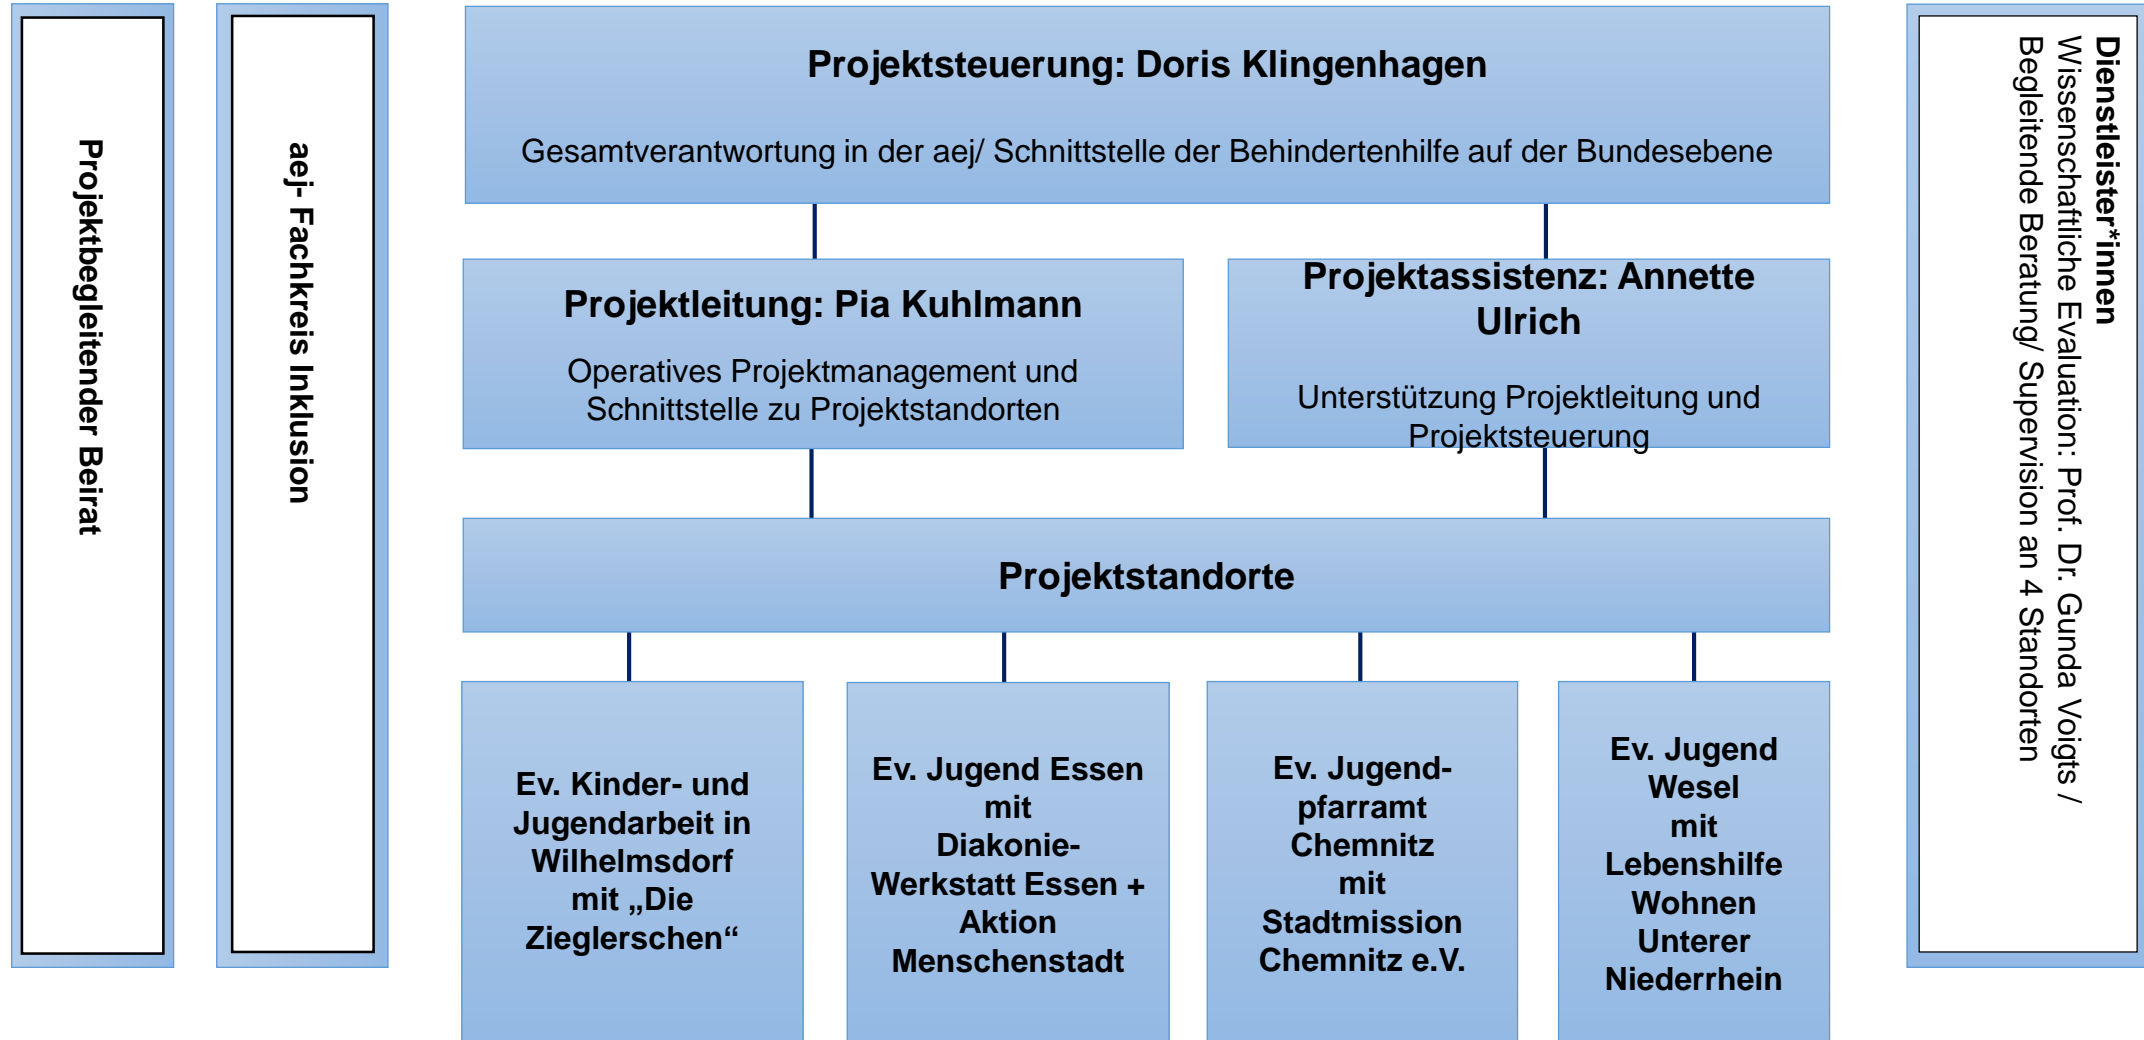 Projektbegleitender Beirat
aej- Fachkreis Inklusion
Projektsteuerung: Doris Klingenhagen
Gesamtverantwortung in der aej/ Schnittstelle der Behindertenhilfe auf der Bundesebene
Projektleitung: Pia Kuhlmann
Operatives Projektmanagement und
Schnittstelle zu Projektstandorten
Projektassistenz: Annette
Ulrich
Unterstützung Projektleitung und
Projektsteuerung
Projektstandorte
Ev. Kinder- und
Jugendarbeit in
Wilhelmsdorf
mit „Die
Zieglerschen“
Ev. Jugend Essen
mit
Diakonie-
Werkstatt Essen +
Aktion
Menschenstadt
Ev. Jugend-
pfarramt
Chemnitz
mit
Stadtmission
Chemnitz e.V.
Ev. Jugend
Wesel
mit
Lebenshilfe
Wohnen
Unterer
Niederrhein
Dienstleister*innen
Wissenschaftliche Evaluation: Prof. Dr. Gunda Voigts /
Begleitende Beratung/ Supervision an 4 Standorten